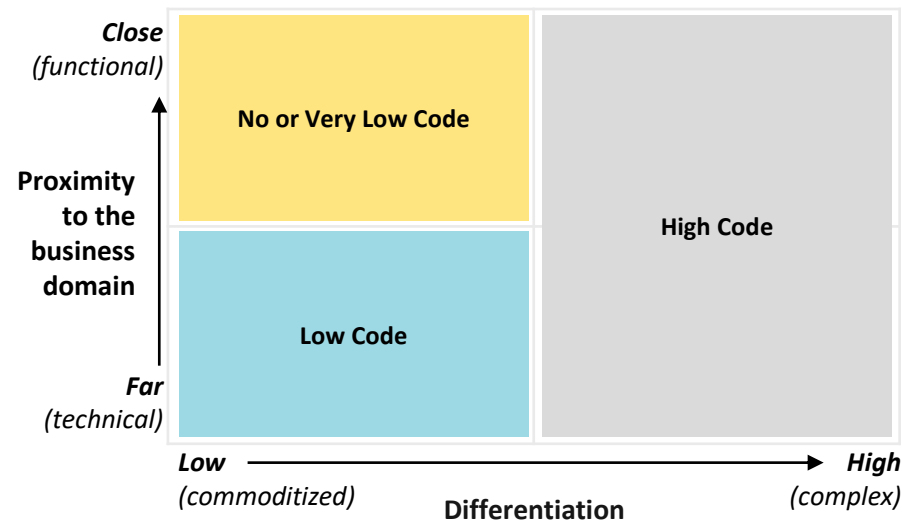 Close
(functional)
No or Very Low Code
Proximity
to the
business
domain
High Code
Low Code
Far
(technical)
Low
High
(commoditized)
(complex)
Differentiation